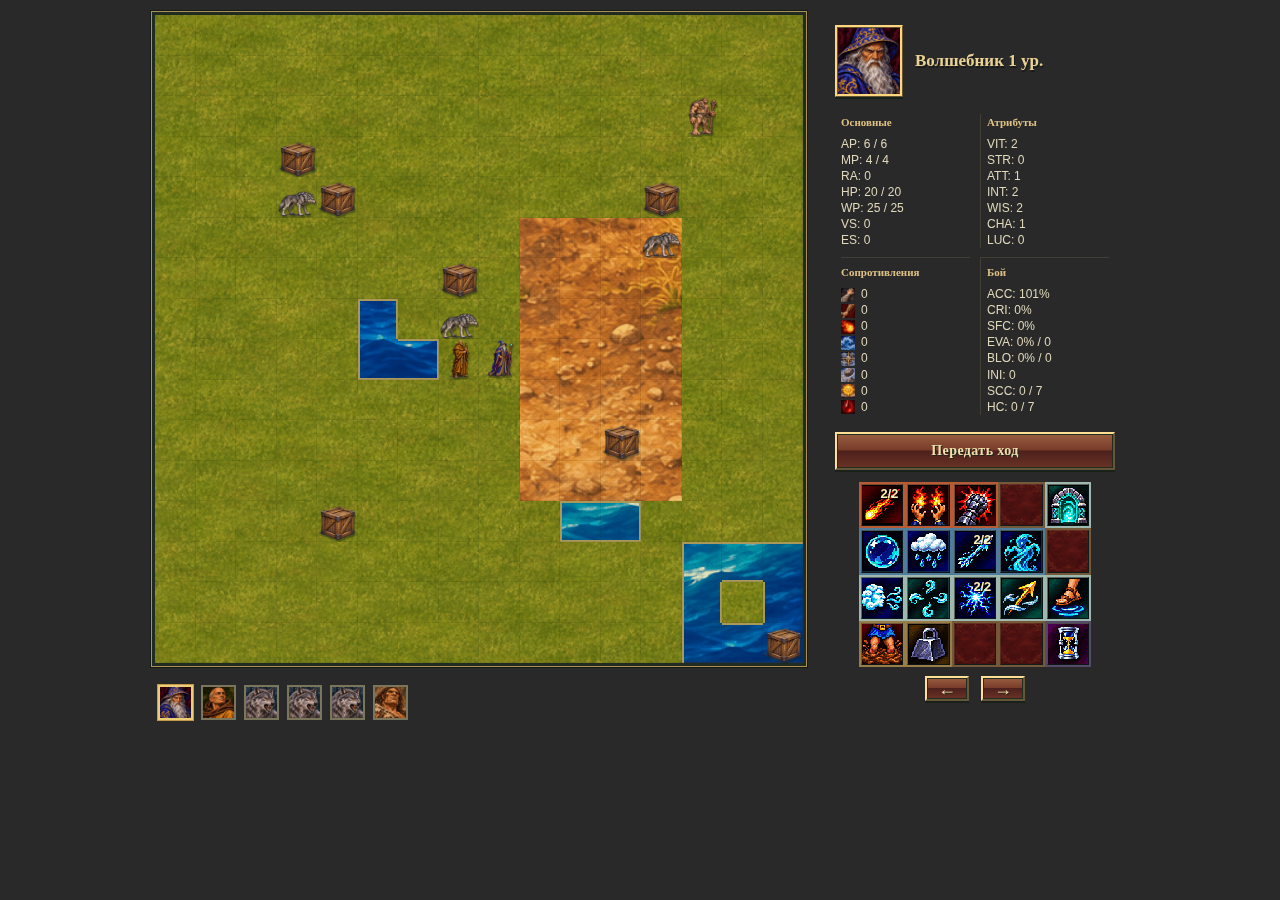 Волшебник 1 ур.
Основные
AP: 6 / 6
MP: 4 / 4
RA: 0
HP: 20 / 20
WP: 25 / 25
VS: 0
ES: 0
Атрибуты
VIT: 2
STR: 0
ATT: 1
INT: 2
WIS: 2
CHA: 1
LUC: 0
Сопротивления
0
0
0
0
0
0
0
0
Бой
ACC: 101%
CRI: 0%
SFC: 0%
EVA: 0% / 0
BLO: 0% / 0
INI: 0
SCC: 0 / 7
HC: 0 / 7
Передать ход
2/2
2/2
2/2
← →